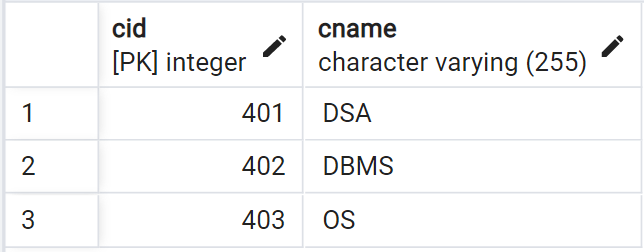 cid cname
[PK] integer character varying (255)
1 401 DSA
2 402 DBMS
3 403 OS